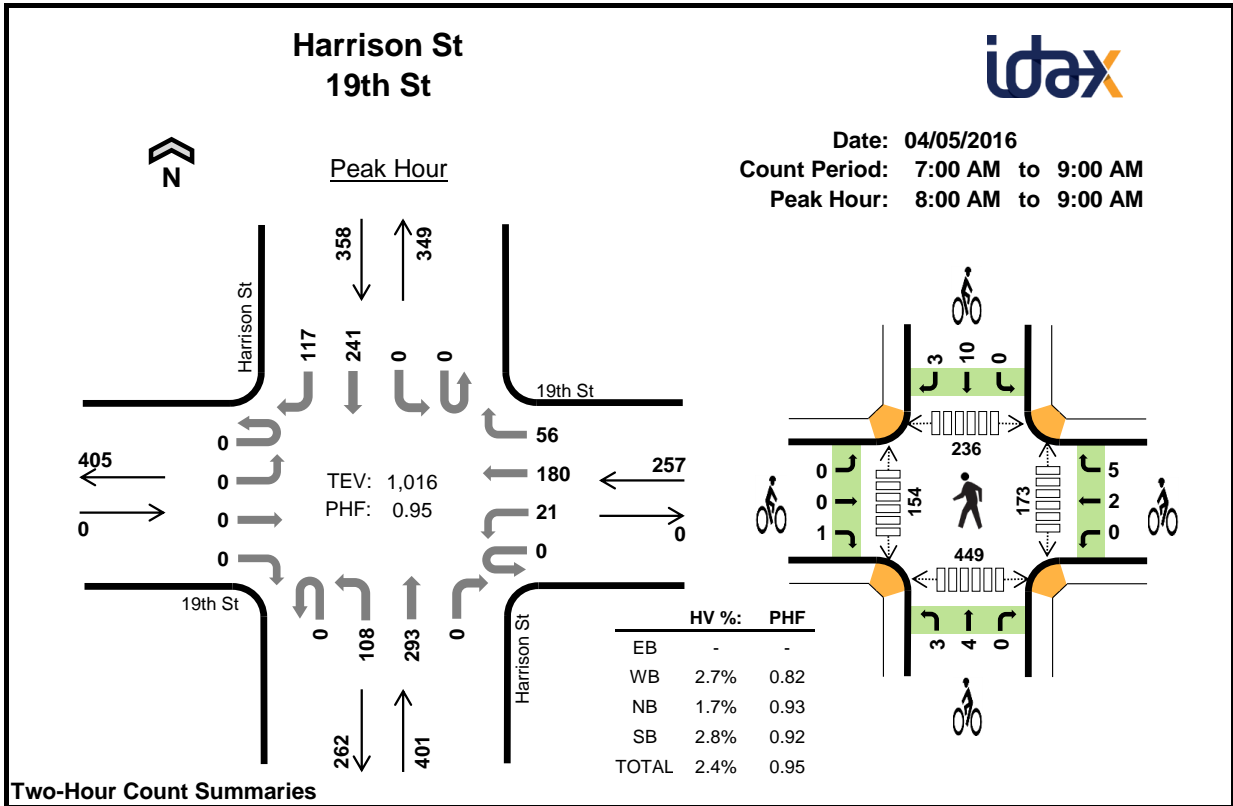 Harrison St
19th St
idax
N
Peak Hour
Date: 04/05/2016
Count Period: 7:00 AM to 9:00 AM
Peak Hour: 8:00 AM to 9:00 AM
358
349
Harrison St
117
241
0
0
19th St
0
0
0
0
405
0
TEV: 1,016
PHF: 0.95
56
180
21
0
257
0
19th St
0
108
293
0
Harrison St
262
401
HV %: PHF
EB - -
WB 2.7% 0.82
NB 1.7% 0.93
SB 2.8% 0.92
TOTAL 2.4% 0.95
3
10
0
236
0
0
1
154
173
5
2
0
449
3
4
0
Two-Hour Count Summaries